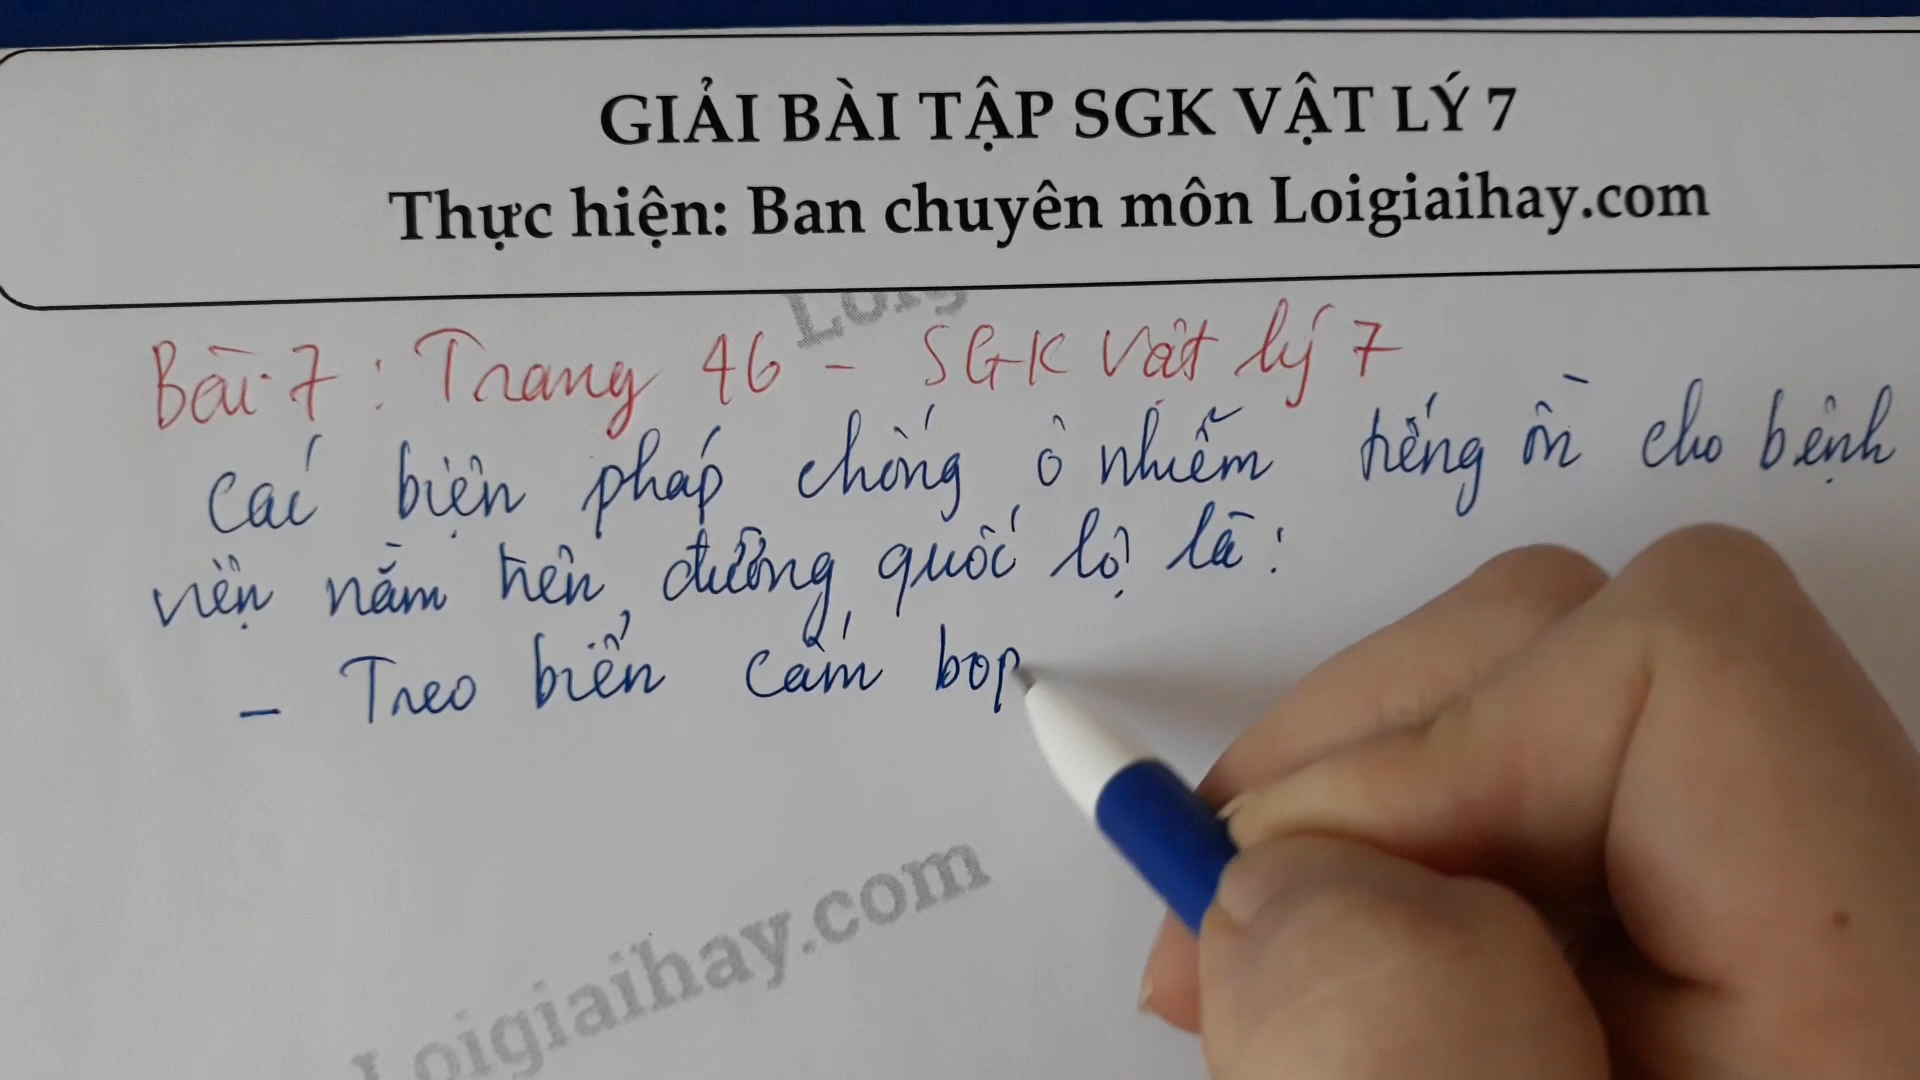 GIẢI BÀI TẬP SGK VẬT LÝ 7
Thực hiện: Ban chuyên môn Loigiaihay.com
Loig
Bài 7: Trang 46 - SGK Vật lý 7
Các biện pháp chống ô nhiễm tiếng ồn cho bệnh
viện nằm trên đường quốc lộ là:
- Treo biển cấm bop
Loigiaihay.com